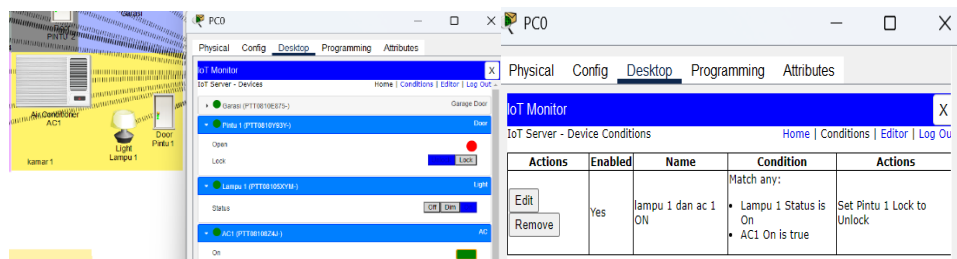 Garasi
PINTU 2
Air Conditioner
AC1
Light
Lampu 1
Door
Pintu 1
kamar 1
PC0
Physical Config Desktop Programming Attributes
IoT Monitor X
IoT Server - Devices Home | Conditions | Editor | Log Out
Garasi (PTT0810E875-) Garage Door
Pintu 1 (PTT0810Y93Y-) Door
Open
Lock Lock
Lampu 1 (PTT08105XYM-) Light
Status Off Dim
AC1 (PTT08108Z4J-) AC
On
PC0
Physical Config Desktop Programming Attributes
IoT Monitor X
IoT Server - Device Conditions Home | Conditions | Editor | Log Ou
Actions Enabled Name Condition Actions
Edit
Remove
Yes
lampu 1 dan ac 1
ON
Match any:
• Lampu 1 Status is
On
• AC1 On is true
Set Pintu 1 Lock to
Unlock